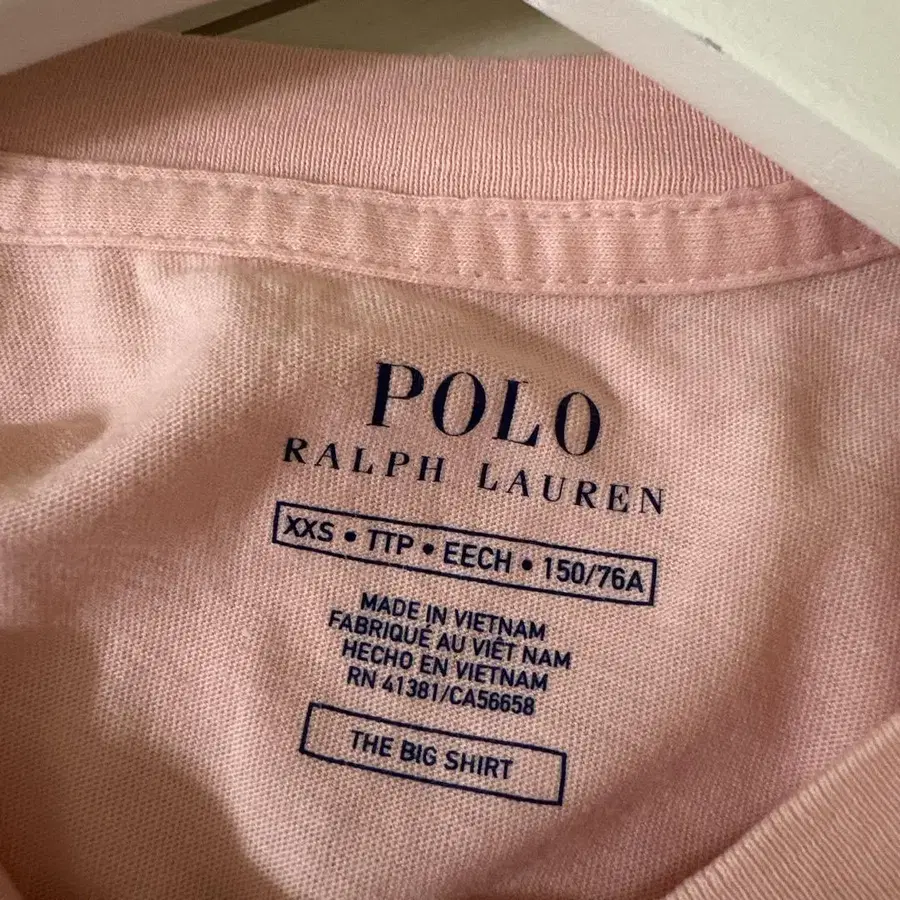 POLO
RALPH LAUREN
XXS • TTP • EECH • 150/76A
MADE IN VIETNAM
FABRIQUÉ AU VIÊT NAM
HECHO EN VIETNAM
RN 41381/CA56658
THE BIG SHIRT